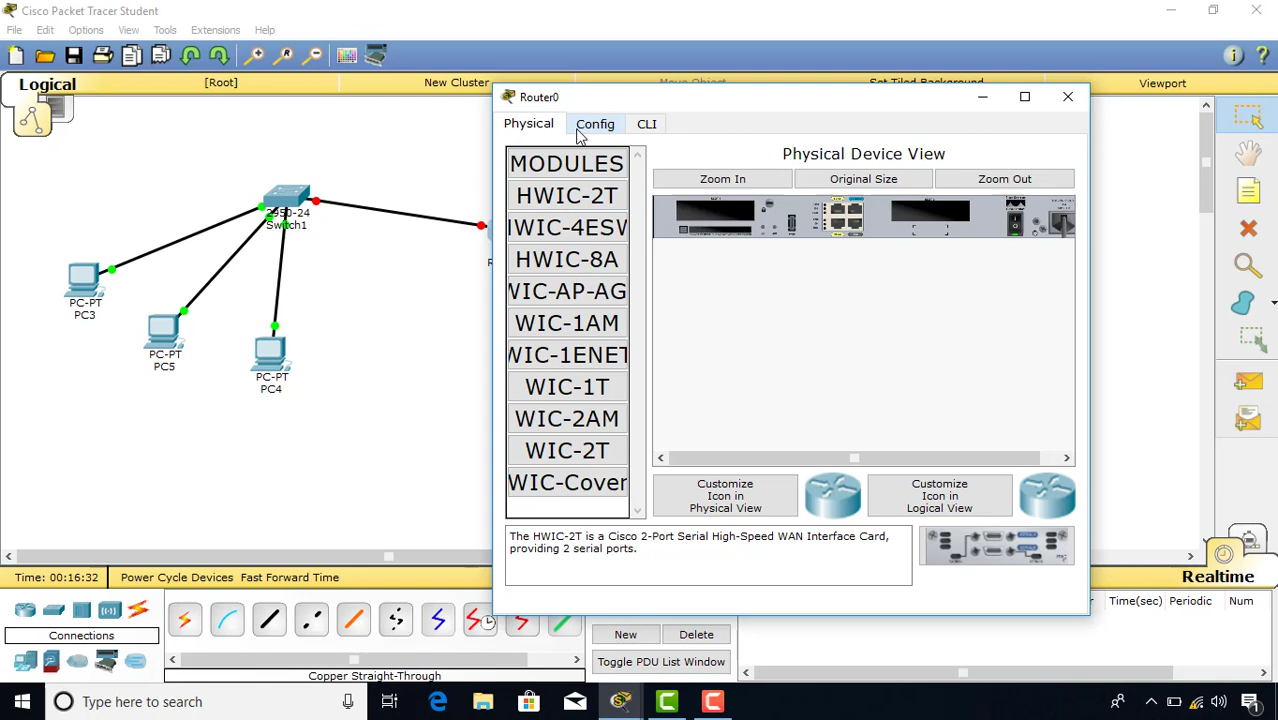 Cisco Packet Tracer Student
File Edit Options View Tools Extensions Help
Logical
[Root]
New Cluster
Set Tiled Background
Viewport
2950-24
Switch1
PC-PT
PC3
PC-PT
PC5
PC-PT
PC4
Router0
Physical Config CLI
MODULES
HWIC-2T
HWIC-8A
WIC-1AM
WIC-1ENET
WIC-1T
WIC-2AM
WIC-2T
WIC-Cover
Physical Device View
Zoom In Original Size Zoom Out
Customize
Icon in
Physical View
Customize
Icon in
Logical View
The HWIC-2T is a Cisco 2-Port Serial High-Speed WAN Interface Card,
providing 2 serial ports.
Time: 00:16:32 Power Cycle Devices Fast Forward Time
Realtime
Connections
Copper Straight-Through
New Delete
Toggle PDU List Window
Time(sec) Periodic Num
Type here to search